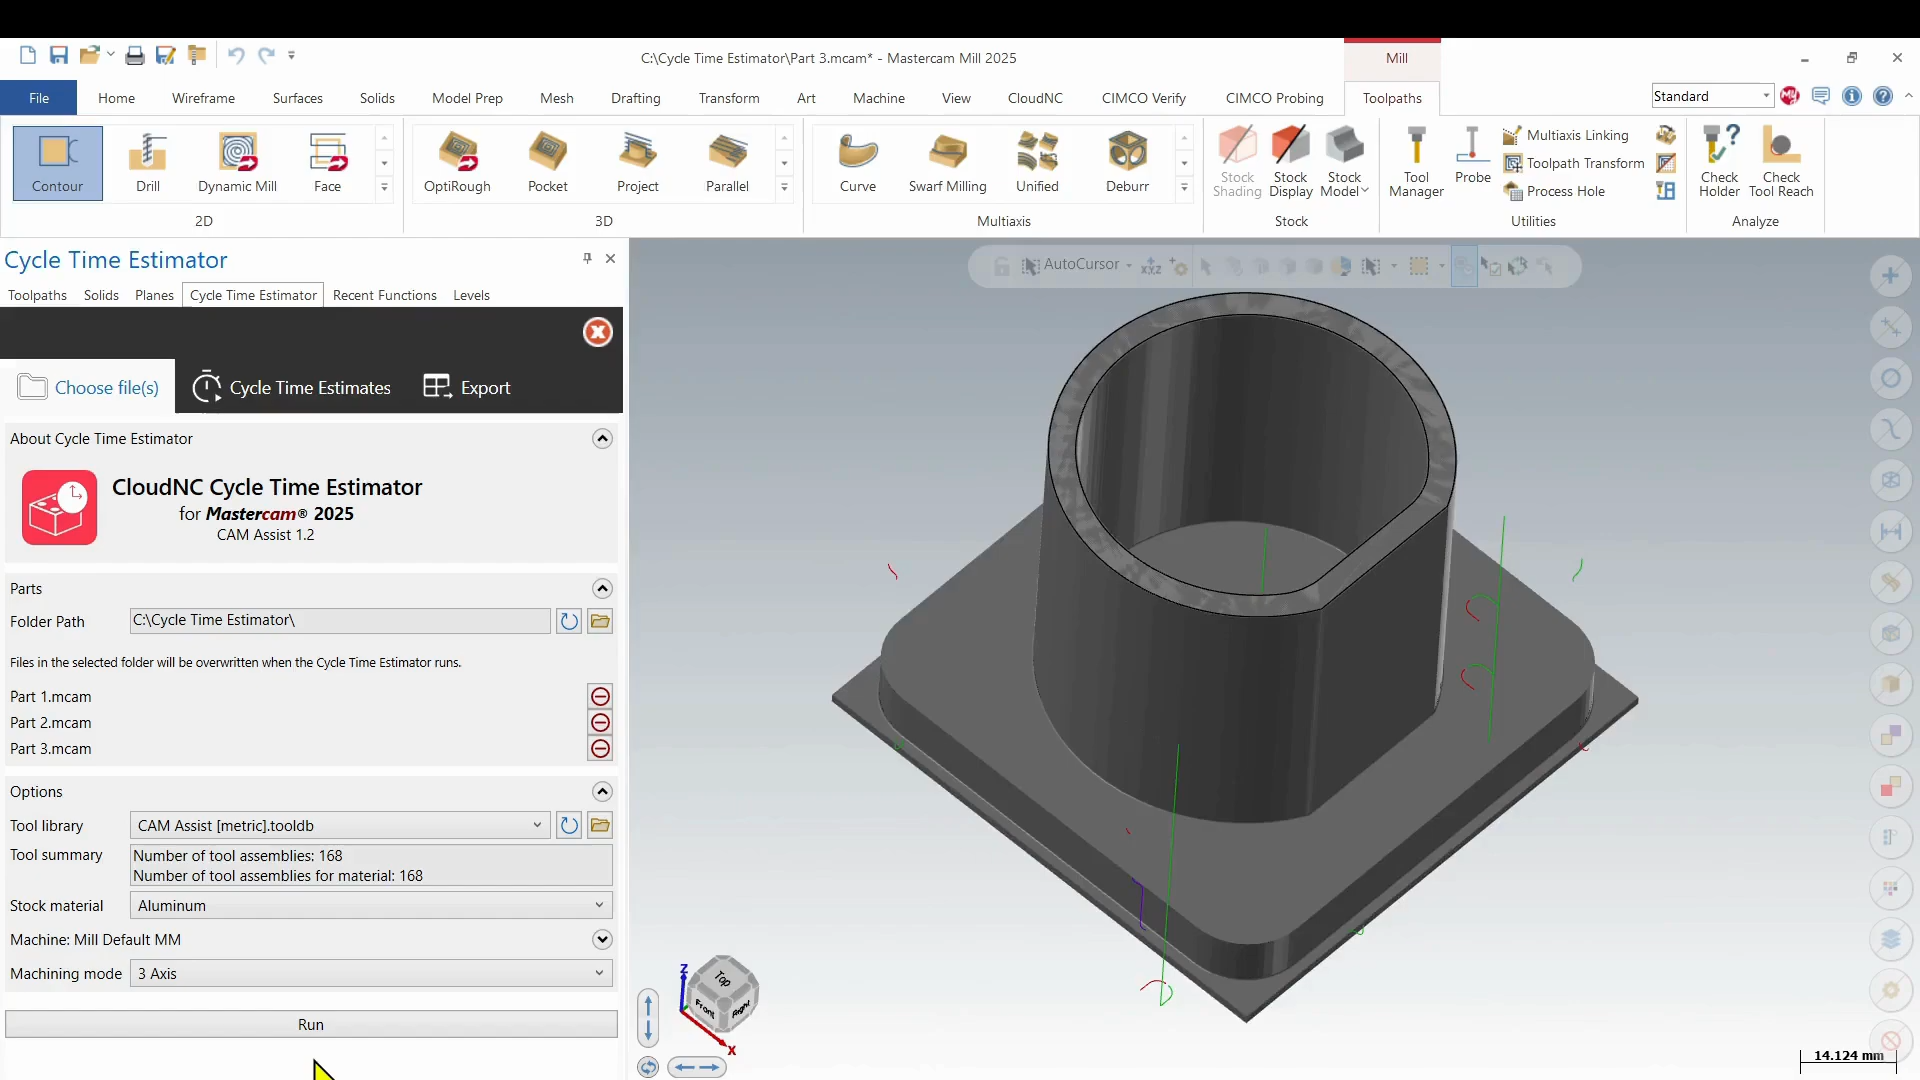 C:\Cycle Time Estimator\Part 3.mcam* - Mastercam Mill 2025
Mill
File
Home
Wireframe
Surfaces
Solids
Model Prep
Mesh
Drafting
Transform
Art
Machine
View
CloudNC
CIMCO Verify
CIMCO Probing
Toolpaths
Standard
Contour
Drill
Dynamic Mill
Face
2D
OptiRough
Pocket
Project
Parallel
3D
Curve
Swarf Milling
Unified
Deburr
Multiaxis
Stock
Shading
Stock
Display
Stock
Model
Stock
Tool
Manager
Probe
Multiaxis Linking
Toolpath Transform
Process Hole
Utilities
Check
Holder
Check
Tool Reach
Analyze
Cycle Time Estimator
Toolpaths
Solids
Planes
Cycle Time Estimator
Recent Functions
Levels
Choose file(s)
Cycle Time Estimates
Export
About Cycle Time Estimator
CloudNC Cycle Time Estimator
for Mastercam® 2025
CAM Assist 1.2
Parts
Folder Path
C:\Cycle Time Estimator\
Files in the selected folder will be overwritten when the Cycle Time Estimator runs.
Part 1.mcam
Part 2.mcam
Part 3.mcam
Options
Tool library
CAM Assist [metric].tooldb
Tool summary
Number of tool assemblies: 168
Number of tool assemblies for material: 168
Stock material
Aluminum
Machine: Mill Default MM
Machining mode
3 Axis
Run
AutoCursor
XYZ
Z
Top
Front
Right
X
14.124 mm